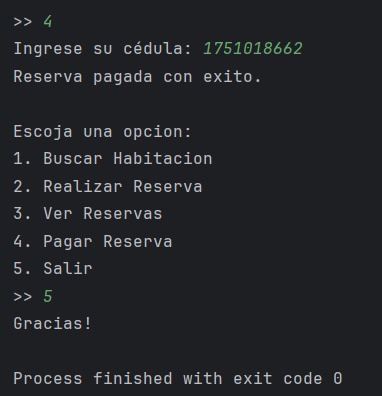 >> 4
Ingrese su cédula: 1751018662
Reserva pagada con exito.
Escoja una opcion:
1. Buscar Habitacion
2. Realizar Reserva
3. Ver Reservas
4. Pagar Reserva
5. Salir
>> 5
Gracias!
Process finished with exit code 0